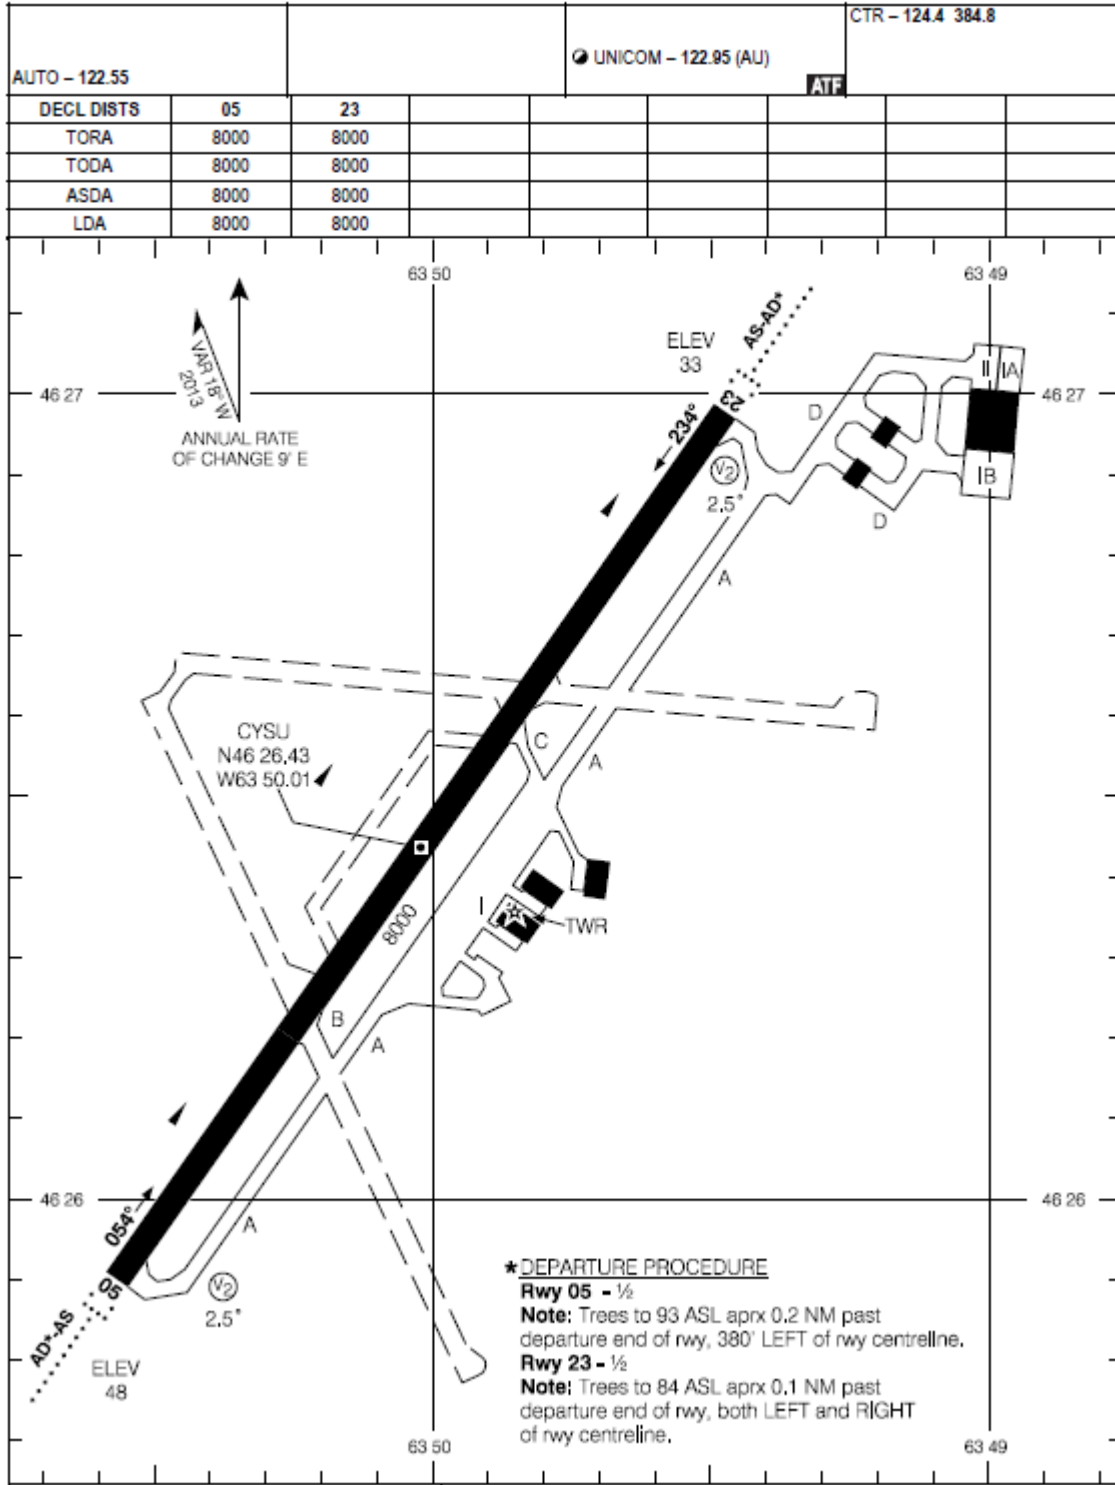 CTR – 124.4 384.8
UNICOM – 122.95 (AU)
AUTO – 122.55
ATF
DECL DISTS 05 23
TORA 8000 8000
TODA 8000 8000
ASDA 8000 8000
LDA 8000 8000
63 50 63 49
AS-AD*
ELEV
33
II IA
VAR 18° W
2013
46 27 46 27
23
234°
D
ANNUAL RATE
OF CHANGE 9' E
V2
2.5°
IB
D
A
CYSU
N46 26.43
W63 50.01
C
A
8000
I
TWR
B
A
46 26 46 26
054°
A
05
V2
2.5°
AD*-AS
ELEV
48
* DEPARTURE PROCEDURE
Rwy 05 - ½
Note: Trees to 93 ASL aprx 0.2 NM past
departure end of rwy, 380' LEFT of rwy centreline.
Rwy 23 - ½
Note: Trees to 84 ASL aprx 0.1 NM past
departure end of rwy, both LEFT and RIGHT
of rwy centreline.
63 50 63 49